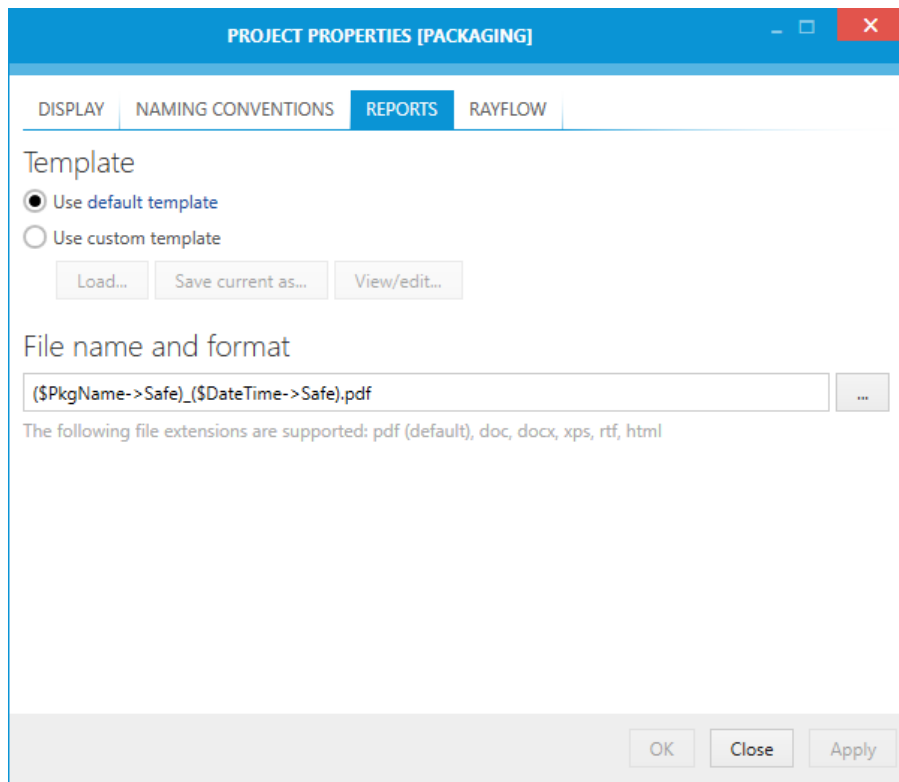 PROJECT PROPERTIES [PACKAGING]
DISPLAY NAMING CONVENTIONS REPORTS RAYFLOW
Template
Use default template
Use custom template
Load... Save current as... View/edit...
File name and format
($PkgName->Safe)_($DateTime->Safe).pdf ...
The following file extensions are supported: pdf (default), doc, docx, xps, rtf, html
OK Close Apply